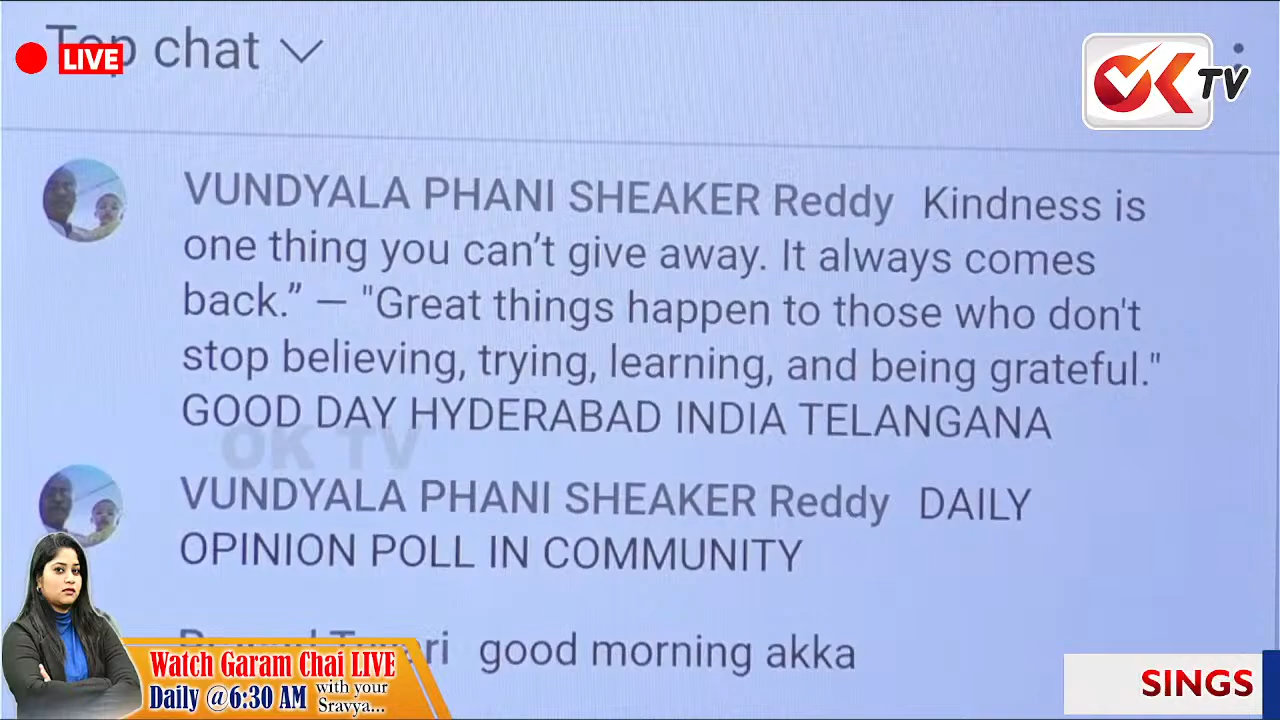 Top chat
LIVE
OK TV
VUNDYALA PHANI SHEAKER Reddy Kindness is
one thing you can’t give away. It always comes
back.” — "Great things happen to those who don't
stop believing, trying, learning, and being grateful."
GOOD DAY HYDERABAD INDIA TELANGANA
OK TV
VUNDYALA PHANI SHEAKER Reddy DAILY
OPINION POLL IN COMMUNITY
good morning akka
Watch Garam Chai LIVE
Daily @6:30 AM with your
Sravya...
SINGS